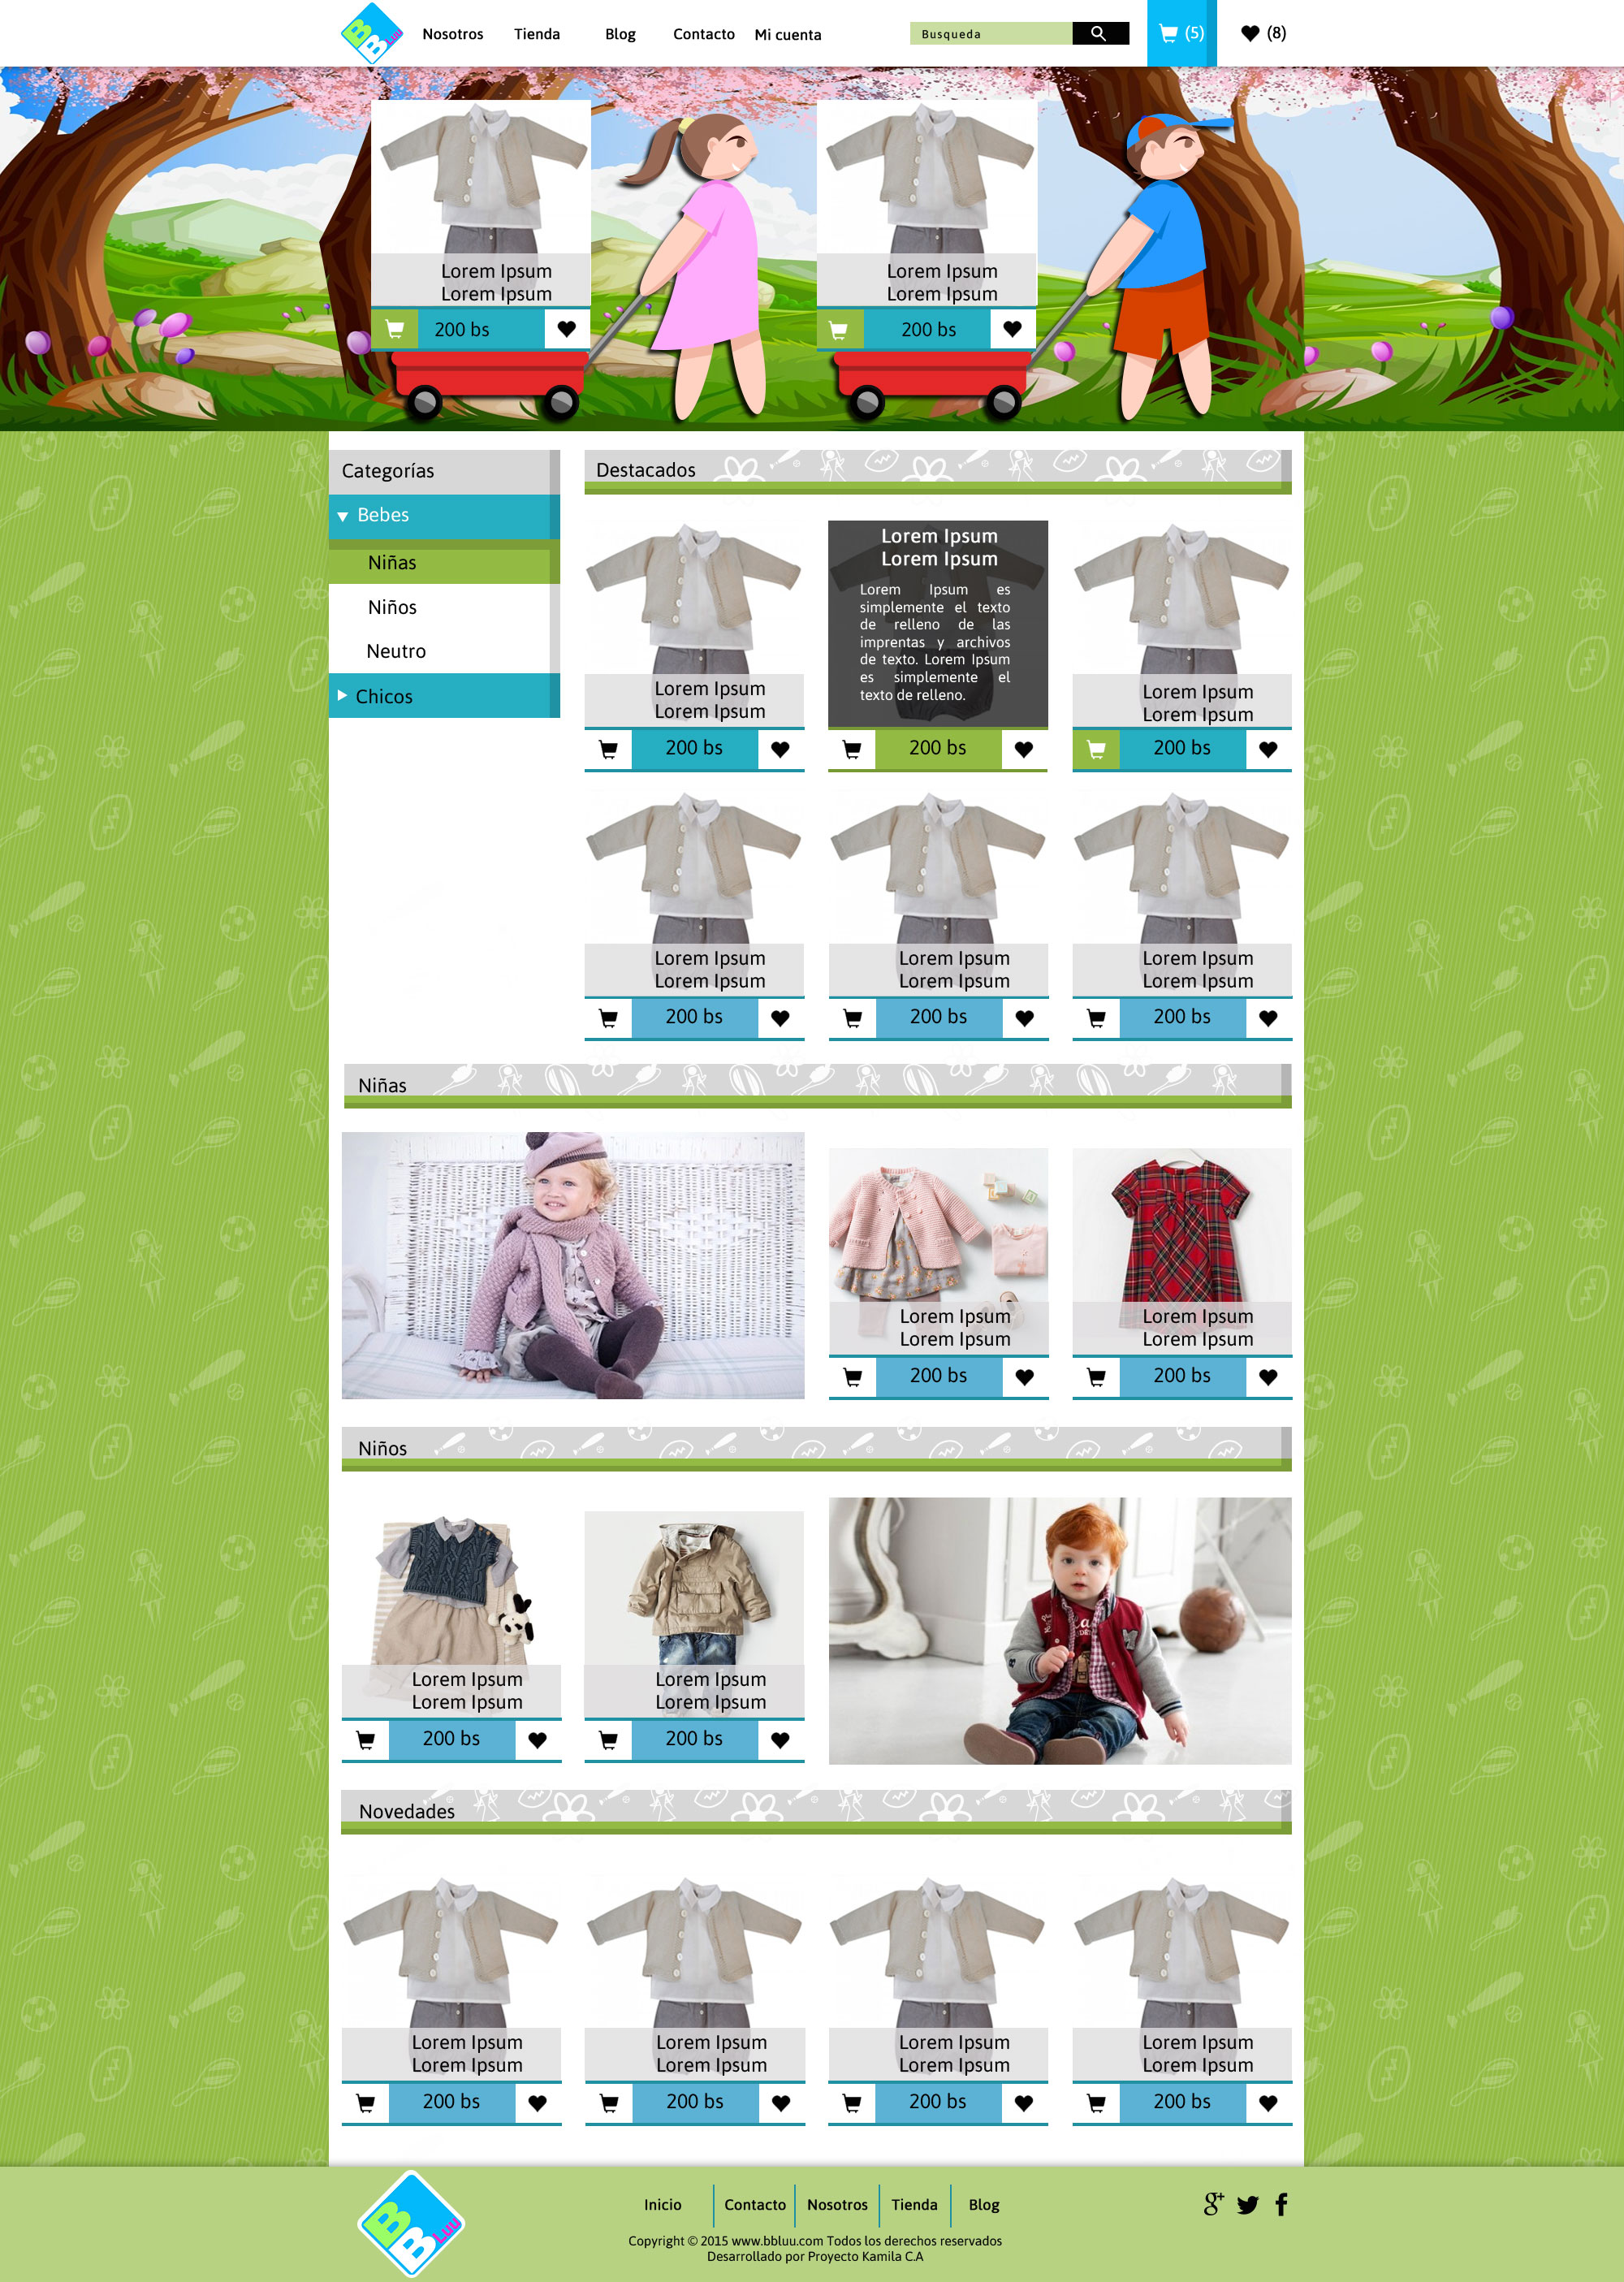 BB Luu
Nosotros Tienda Blog Contacto Mi cuenta
Busqueda
(5)
(8)
Lorem Ipsum
Lorem Ipsum
200 bs
Lorem Ipsum
Lorem Ipsum
200 bs
Categorías
Bebes
Niñas
Niños
Neutro
Chicos
Destacados
Lorem Ipsum
Lorem Ipsum
200 bs
Lorem Ipsum
Lorem Ipsum
Lorem Ipsum es
simplemente el texto
de relleno de las
imprentas y archivos
de texto. Lorem Ipsum
es simplemente el
texto de relleno.
200 bs
Lorem Ipsum
Lorem Ipsum
200 bs
Lorem Ipsum
Lorem Ipsum
200 bs
Lorem Ipsum
Lorem Ipsum
200 bs
Lorem Ipsum
Lorem Ipsum
200 bs
Niñas
Lorem Ipsum
Lorem Ipsum
200 bs
Lorem Ipsum
Lorem Ipsum
200 bs
Niños
Lorem Ipsum
Lorem Ipsum
200 bs
Lorem Ipsum
Lorem Ipsum
200 bs
Novedades
Lorem Ipsum
Lorem Ipsum
200 bs
Lorem Ipsum
Lorem Ipsum
200 bs
Lorem Ipsum
Lorem Ipsum
200 bs
Lorem Ipsum
Lorem Ipsum
200 bs
BB Luu
Inicio Contacto Nosotros Tienda Blog
Copyright © 2015 www.bbluu.com Todos los derechos reservados
Desarrollado por Proyecto Kamila C.A